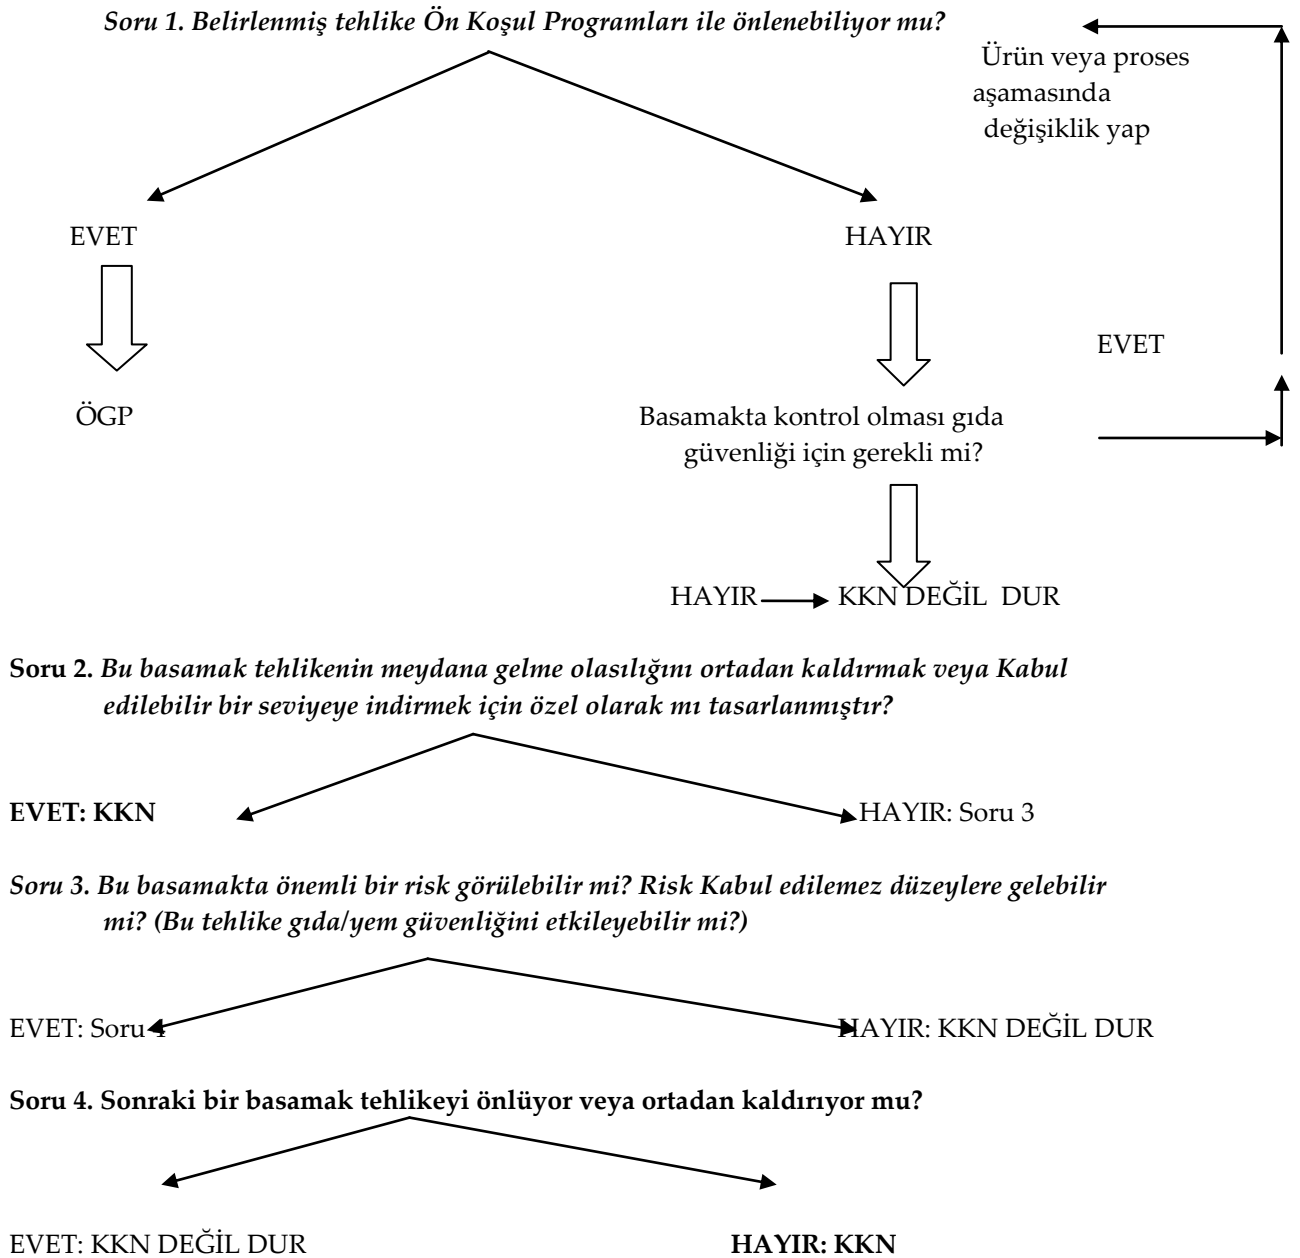 Soru 1. Belirlenmiş tehlike Ön Koşul Programları ile önlenebiliyor mu?
Ürün veya proses
aşamasında
değişiklik yap
EVET
HAYIR
EVET
ÖGP
Basamakta kontrol olması gıda
güvenliği için gerekli mi?
HAYIR
KKN DEĞİL DUR
Soru 2. Bu basamak tehlikenin meydana gelme olasılığını ortadan kaldırmak veya Kabul
edilebilir bir seviyeye indirmek için özel olarak mı tasarlanmıştır?
EVET: KKN
HAYIR: Soru 3
Soru 3. Bu basamakta önemli bir risk görülebilir mi? Risk Kabul edilemez düzeylere gelebilir
mi? (Bu tehlike gıda/yem güvenliğini etkileyebilir mi?)
EVET: Soru 4
HAYIR: KKN DEĞİL DUR
Soru 4. Sonraki bir basamak tehlikeyi önlüyor veya ortadan kaldırıyor mu?
EVET: KKN DEĞİL DUR
HAYIR: KKN